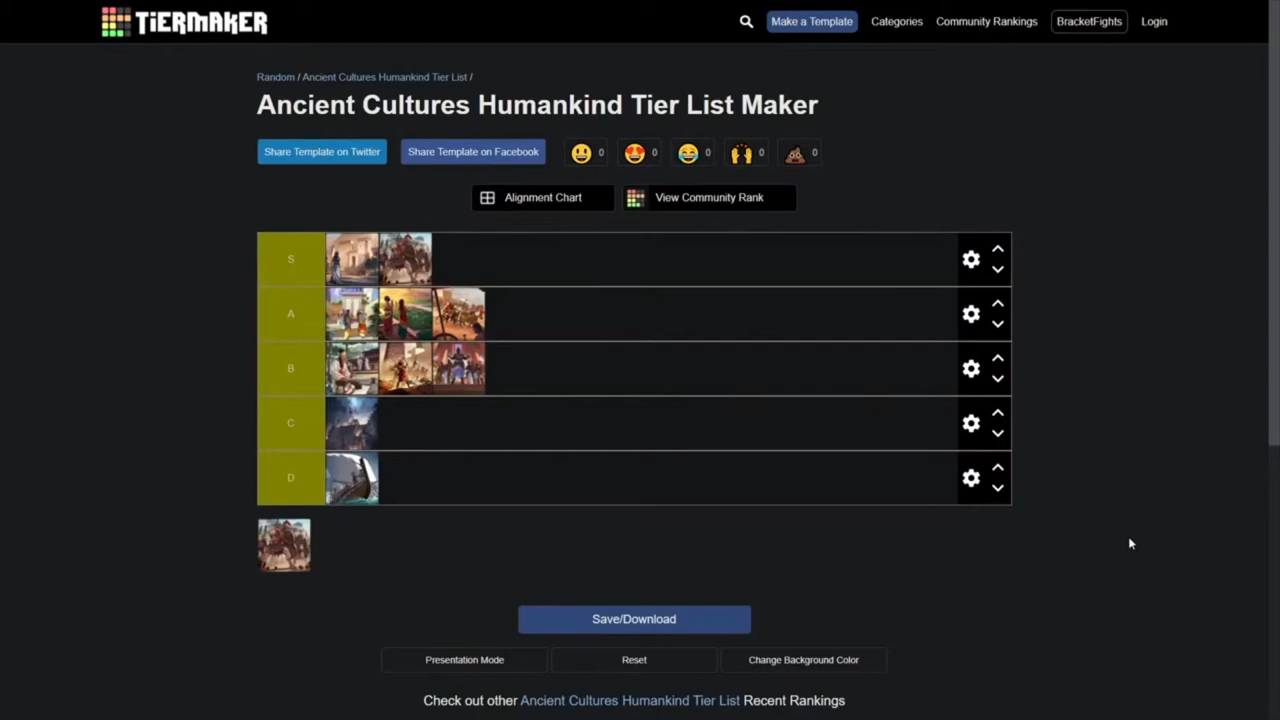 TiERMAKER
Make a Template
Categories
Community Rankings
BracketFights
Login
Random / Ancient Cultures Humankind Tier List /
Ancient Cultures Humankind Tier List Maker
Share Template on Twitter
Share Template on Facebook
0
0
0
0
0
Alignment Chart
View Community Rank
S
A
B
C
D
Save/Download
Presentation Mode
Reset
Change Background Color
Check out other Ancient Cultures Humankind Tier List Recent Rankings